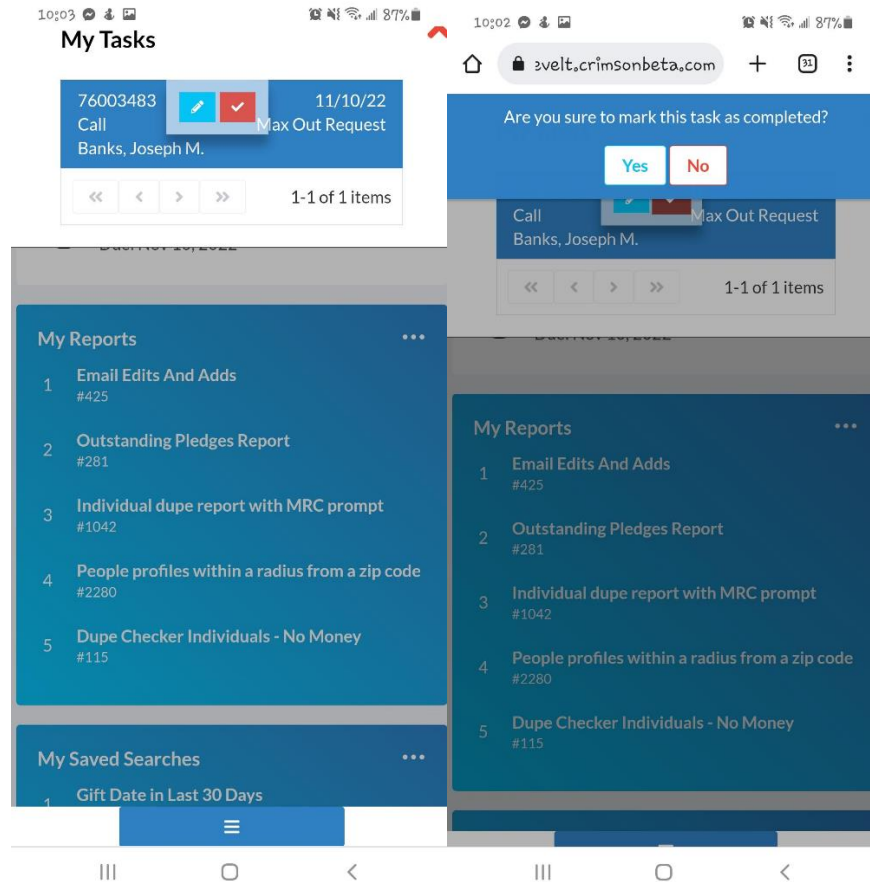 10:03 87%
My Tasks
76003483 11/10/22
Call Max Out Request
Banks, Joseph M.
1-1 of 1 items
My Reports
1 Email Edits And Adds
#425
2 Outstanding Pledges Report
#281
3 Individual dupe report with MRC prompt
#1042
4 People profiles within a radius from a zip code
#2280
5 Dupe Checker Individuals - No Money
#115
My Saved Searches
1 Gift Date in Last 30 Days
10:02 87%
evelt.crimsonbeta.com 31
Are you sure to mark this task as completed?
Yes No
Call Max Out Request
Banks, Joseph M.
1-1 of 1 items
My Reports
1 Email Edits And Adds
#425
2 Outstanding Pledges Report
#281
3 Individual dupe report with MRC prompt
#1042
4 People profiles within a radius from a zip code
#2280
5 Dupe Checker Individuals - No Money
#115